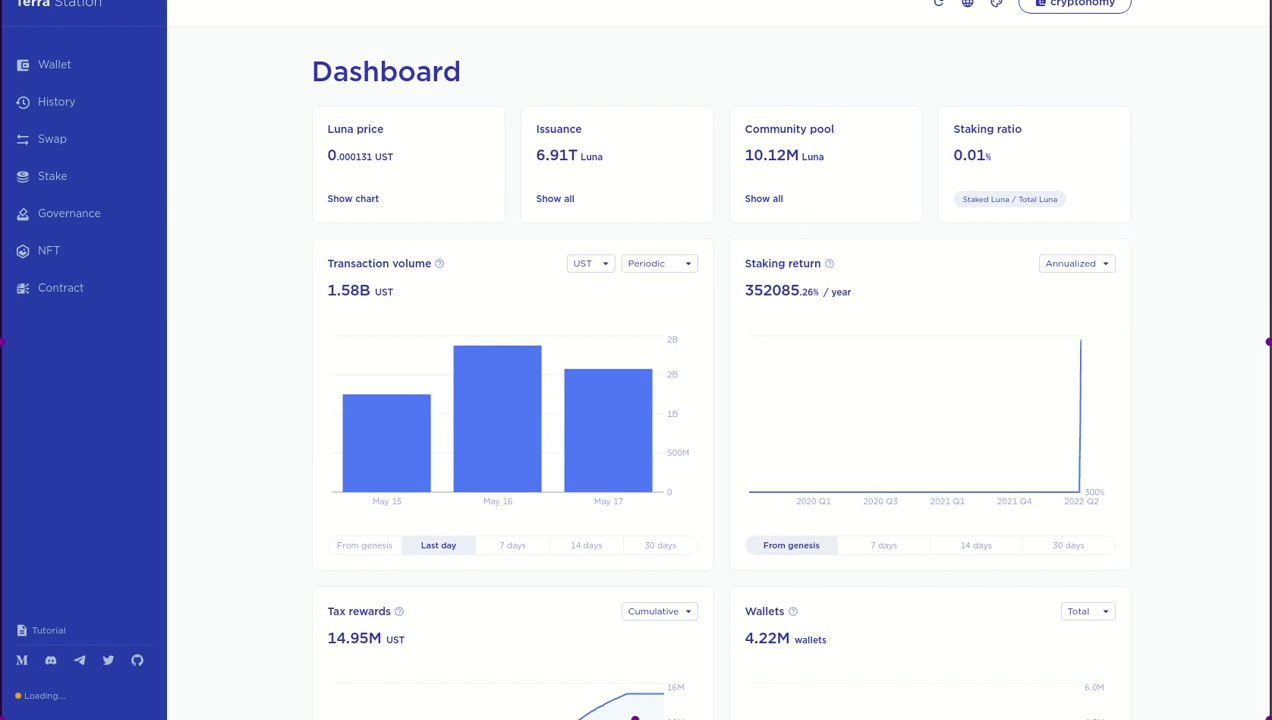 Terra Station
cryptonomy
Wallet
History
Swap
Stake
Governance
NFT
Contract
Tutorial
Loading...
Dashboard
Luna price
0.000131 UST
Show chart
Issuance
6.91T Luna
Show all
Community pool
10.12M Luna
Show all
Staking ratio
0.01%
Staked Luna / Total Luna
Transaction volume
UST
Periodic
1.58B UST
2B
2B
1B
500M
0
May 15 May 16 May 17
From genesis Last day 7 days 14 days 30 days
Staking return
Annualized
352085.26% / year
300%
2020 Q1 2020 Q3 2021 Q1 2021 Q4 2022 Q2
From genesis 7 days 14 days 30 days
Tax rewards
Cumulative
14.95M UST
16M
Wallets
Total
4.22M wallets
6.0M